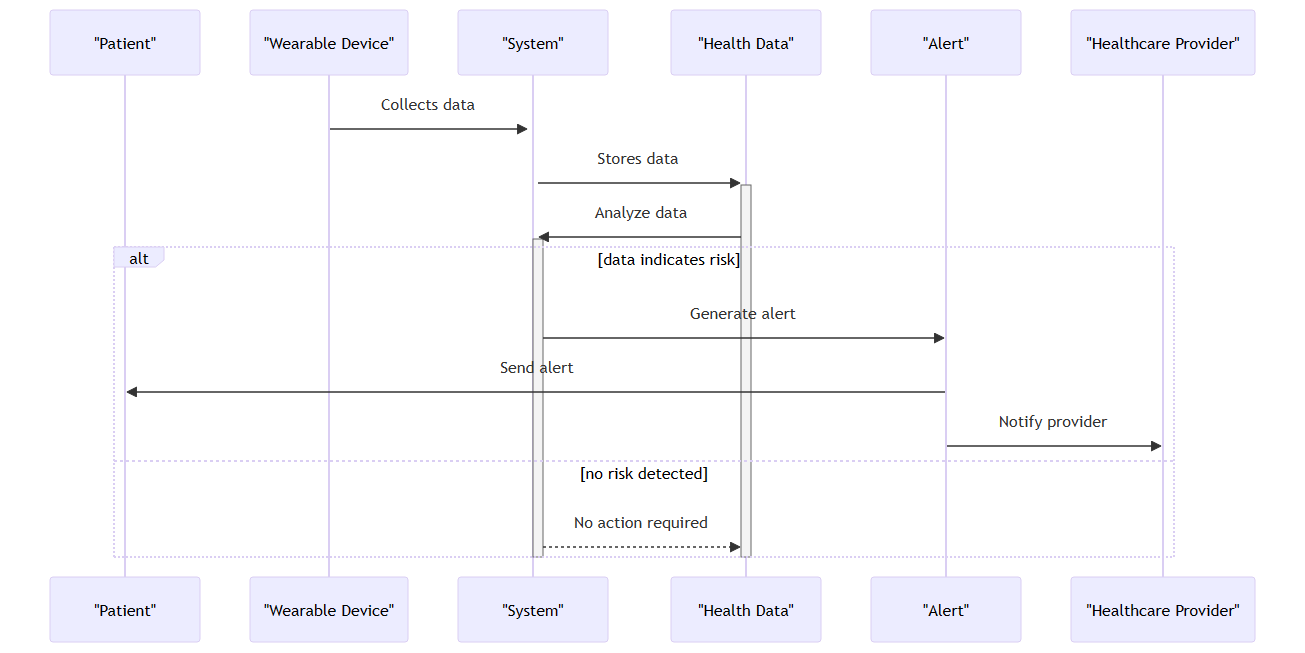 "Patient"
"Wearable Device"
"System"
"Health Data"
"Alert"
"Healthcare Provider"
Collects data
Stores data
Analyze data
alt
[data indicates risk]
Generate alert
Send alert
Notify provider
[no risk detected]
No action required
"Patient"
"Wearable Device"
"System"
"Health Data"
"Alert"
"Healthcare Provider"